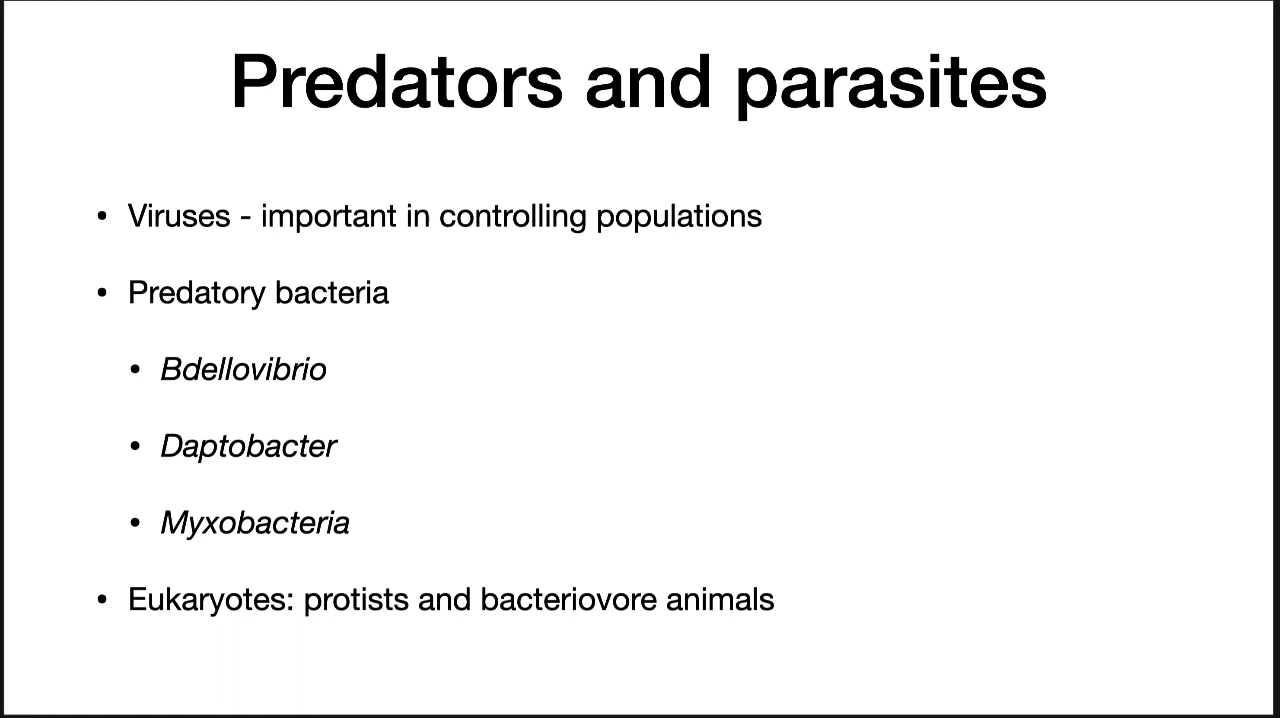 Predators and parasites
• Viruses - important in controlling populations
• Predatory bacteria
• Bdellovibrio
• Daptobacter
• Myxobacteria
• Eukaryotes: protists and bacteriovore animals